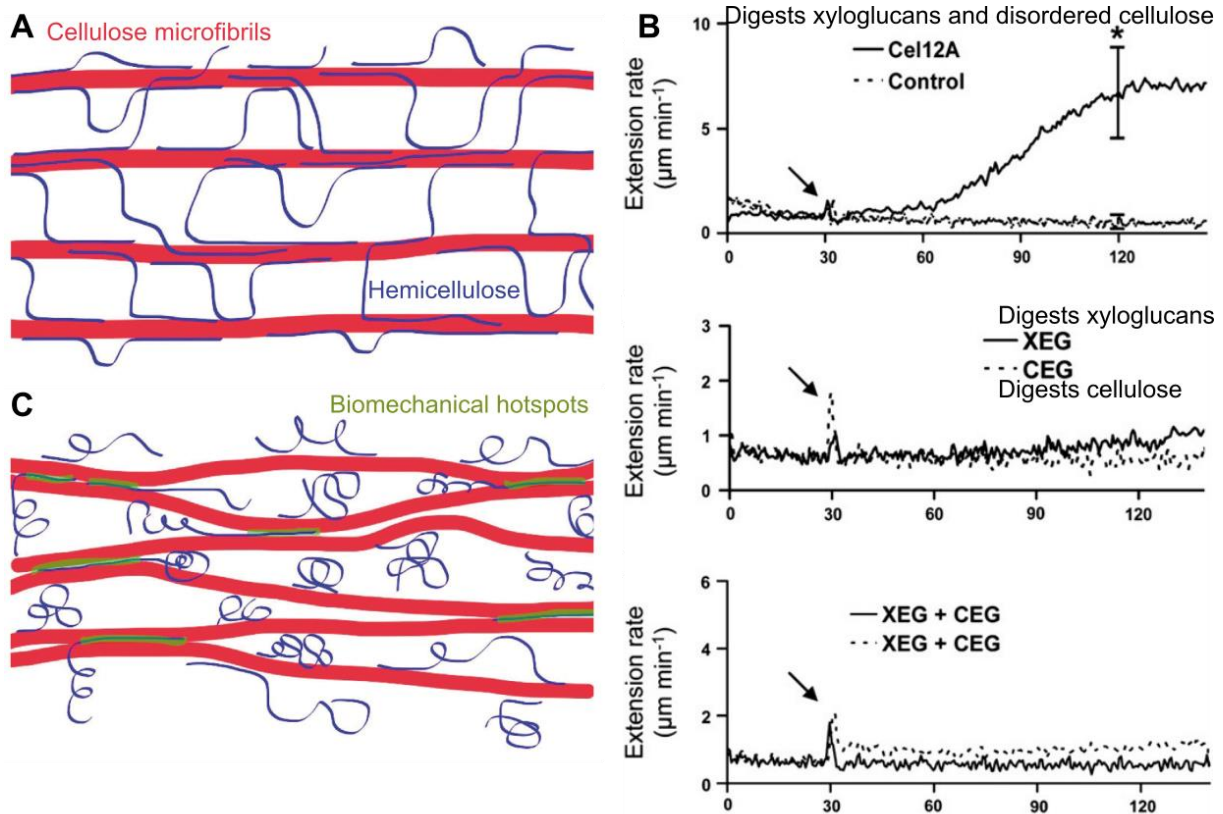 A
Cellulose microfibrils
Hemicellulose
C
Biomechanical hotspots
B
Digests xyloglucans and disordered cellulose
10
5
0
Extension rate
(µm min-1)
Cel12A
Control
*
0 30 60 90 120
3
2
1
0
Extension rate
(µm min-1)
Digests xyloglucans
XEG
CEG
Digests cellulose
0 30 60 90 120
6
4
2
0
Extension rate
(µm min-1)
XEG + CEG
XEG + CEG
0 30 60 90 120